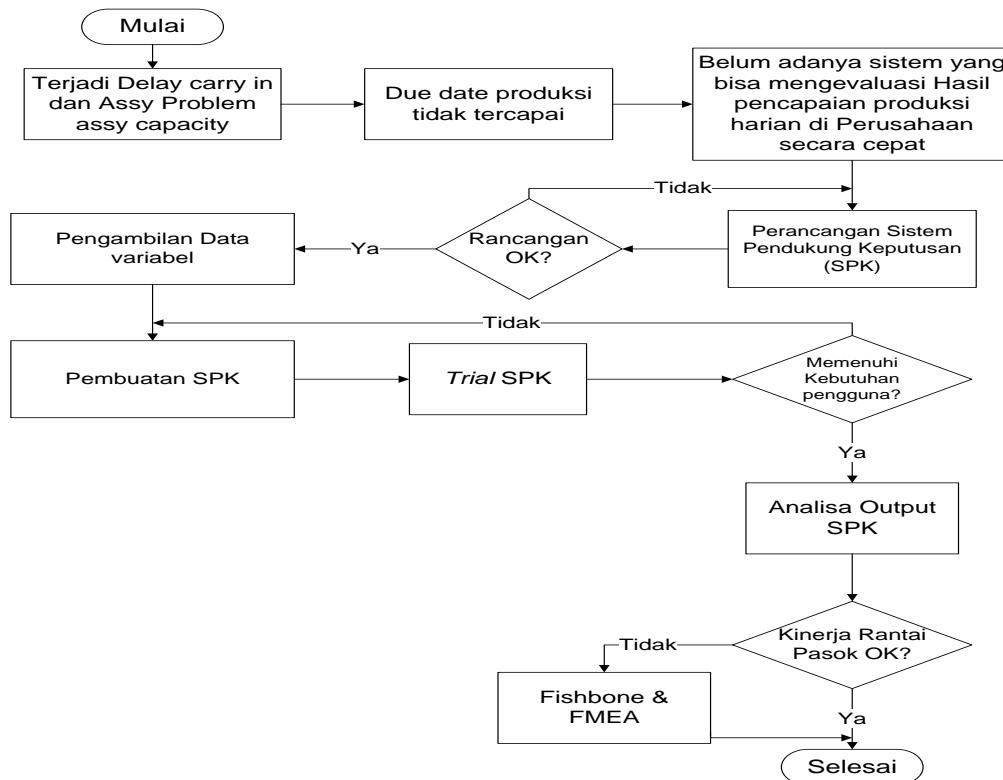 Mulai
Terjadi Delay carry in
dan Assy Problem
assy capacity
Due date produksi
tidak tercapai
Belum adanya sistem yang
bisa mengevaluasi Hasil
pencapaian produksi
harian di Perusahaan
secara cepat
Tidak
Perancangan Sistem
Pendukung Keputusan
(SPK)
Rancangan
OK?
Ya
Pengambilan Data
variabel
Tidak
Pembuatan SPK
Trial SPK
Memenuhi
Kebutuhan
pengguna?
Ya
Analisa Output
SPK
Kinerja Rantai
Pasok OK?
Tidak
Fishbone &
FMEA
Ya
Selesai